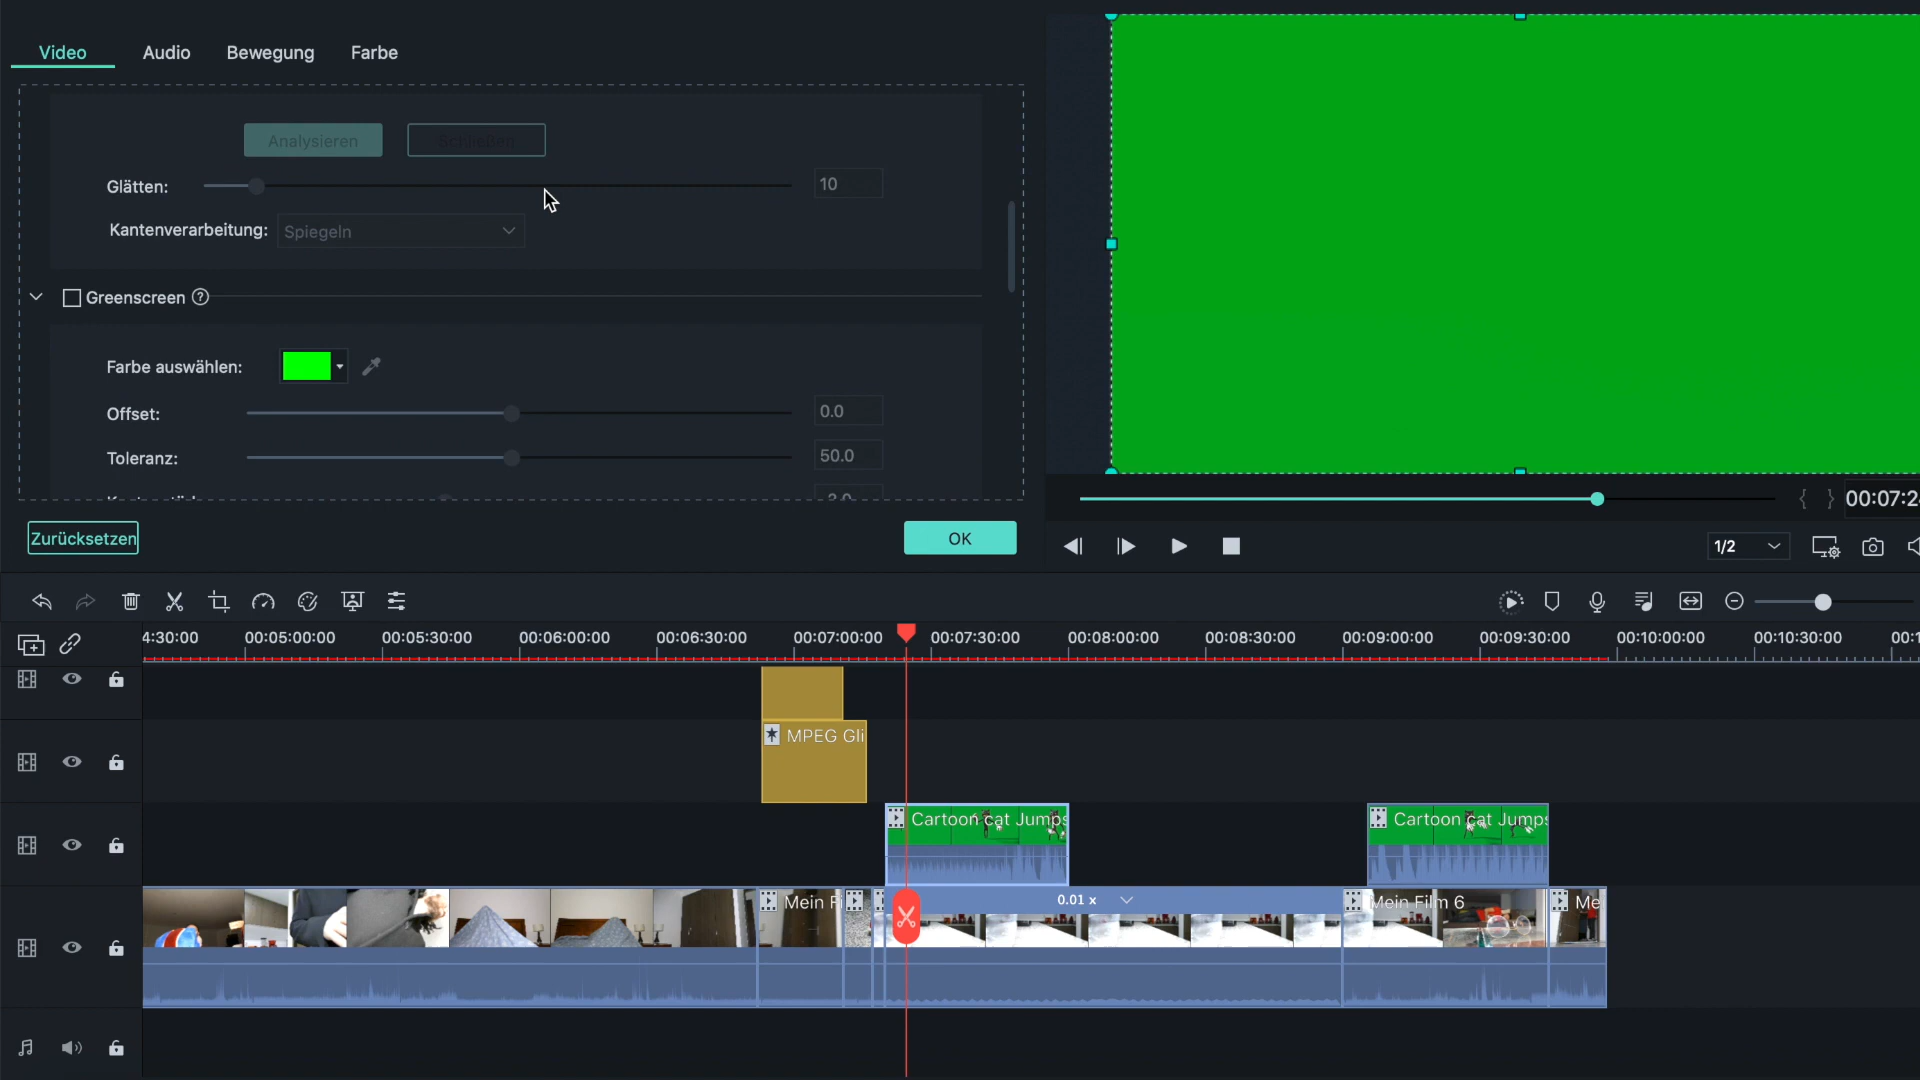 Video Audio Bewegung Farbe
Analysieren Schließen
Glätten: 10
Kantenverarbeitung: Spiegeln
Greenscreen ?
Farbe auswählen:
Offset: 0.0
Toleranz: 50.0
Zurücksetzen OK
00:07:2
1/2
4:30:00 00:05:00:00 00:05:30:00 00:06:00:00 00:06:30:00 00:07:00:00 00:07:30:00 00:08:00:00 00:08:30:00 00:09:00:00 00:09:30:00 00:10:00:00 00:10:30:00 00:1
MPEG Gli
Cartoon cat Jumps Cartoon cat Jumps
Mein Fi 0.01 x Mein Film 6 Me